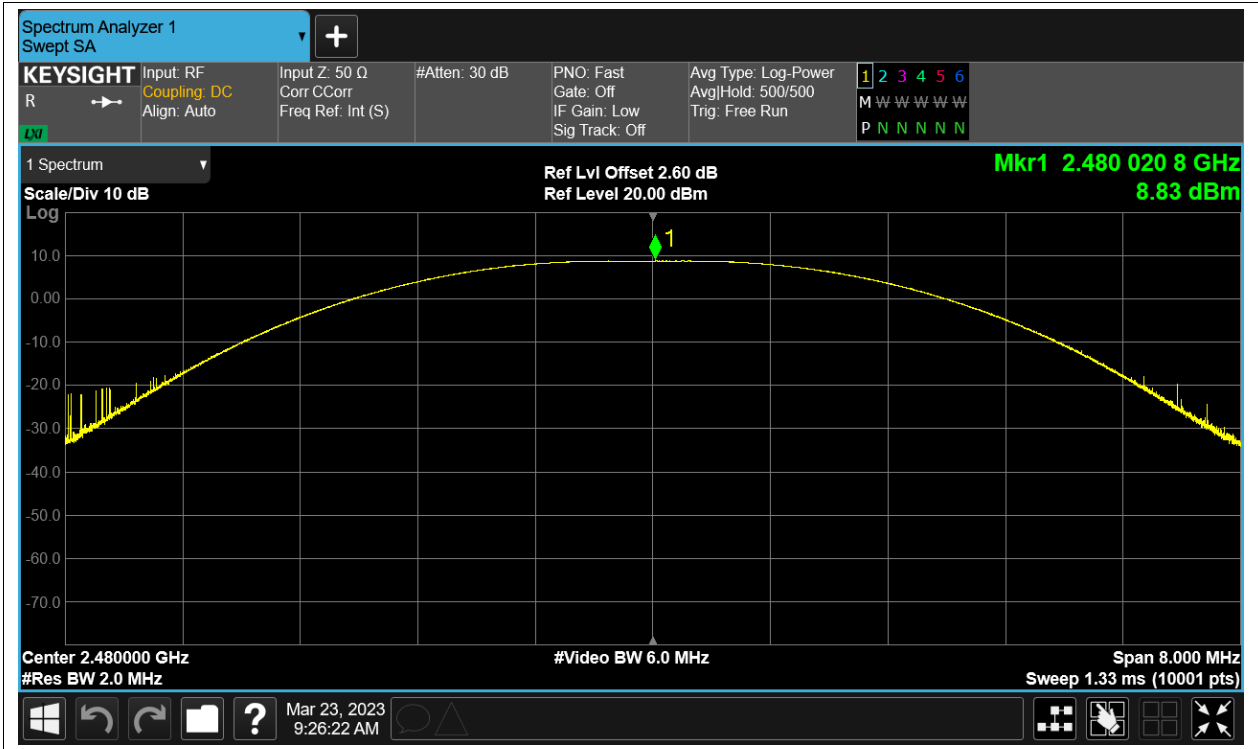 Spectrum Analyzer 1
Swept SA
+
KEYSIGHT
R
LXI
Input: RF
Coupling: DC
Align: Auto
Input Z: 50 Ω
Corr CCorr
Freq Ref: Int (S)
#Atten: 30 dB
PNO: Fast
Gate: Off
IF Gain: Low
Sig Track: Off
Avg Type: Log-Power
Avg|Hold: 500/500
Trig: Free Run
1 2 3 4 5 6
M W W W W W
P N N N N N
1 Spectrum
Scale/Div 10 dB
Log
Ref Lvl Offset 2.60 dB
Ref Level 20.00 dBm
Mkr1 2.480 020 8 GHz
8.83 dBm
1
10.0
0.00
-10.0
-20.0
-30.0
-40.0
-50.0
-60.0
-70.0
Center 2.480000 GHz
#Res BW 2.0 MHz
#Video BW 6.0 MHz
Span 8.000 MHz
Sweep 1.33 ms (10001 pts)
?
Mar 23, 2023
9:26:22 AM